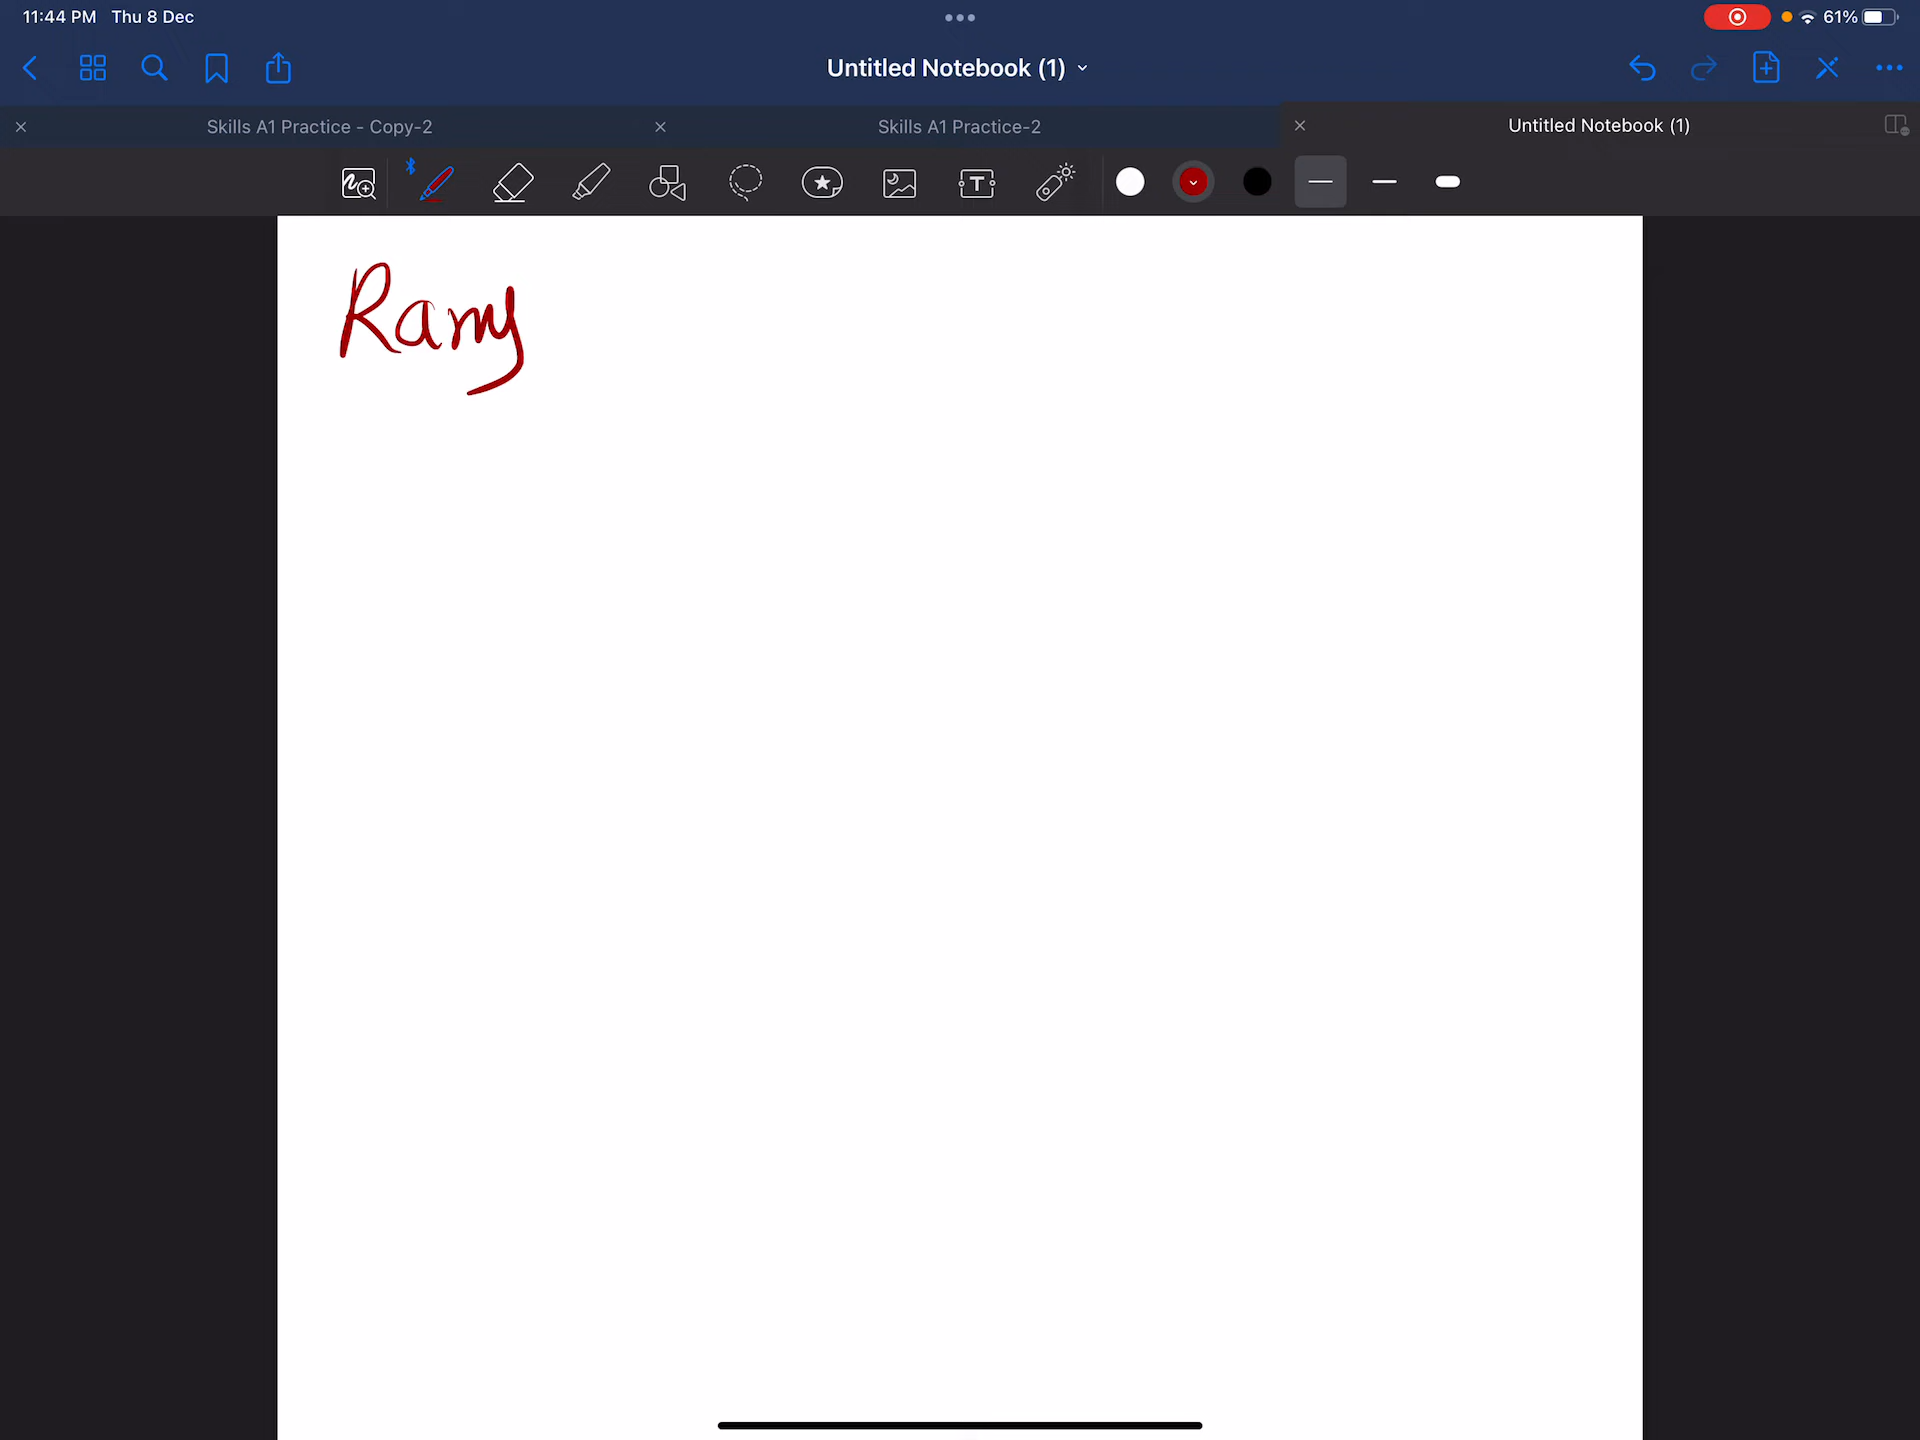 11:44 PM Thu 8 Dec
61%
Untitled Notebook (1)
Skills A1 Practice - Copy-2
Skills A1 Practice-2
Untitled Notebook (1)
T
Ramy